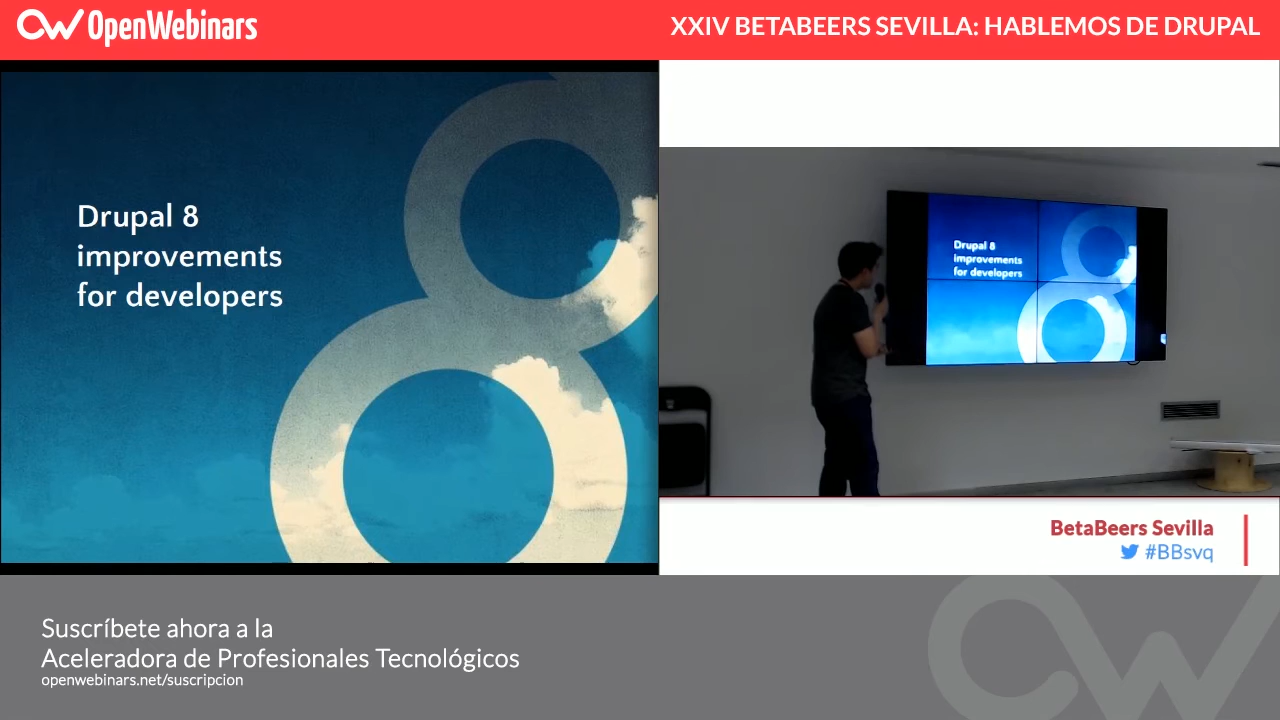 OpenWebinars
XXIV BETABEERS SEVILLA: HABLEMOS DE DRUPAL
Drupal 8
improvements
for developers
Drupal 8
improvements
for developers
BetaBeers Sevilla
#BBsvq
Suscríbete ahora a la
Aceleradora de Profesionales Tecnológicos
openwebinars.net/suscripcion